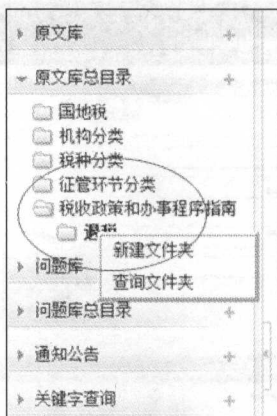 原文库
原文库总目录
国地税
机构分类
税种分类
征管环节分类
税收政策和办事程序指南
退税
新建文件夹
问题库
查询文件夹
问题库总目录
通知公告
关键字查询